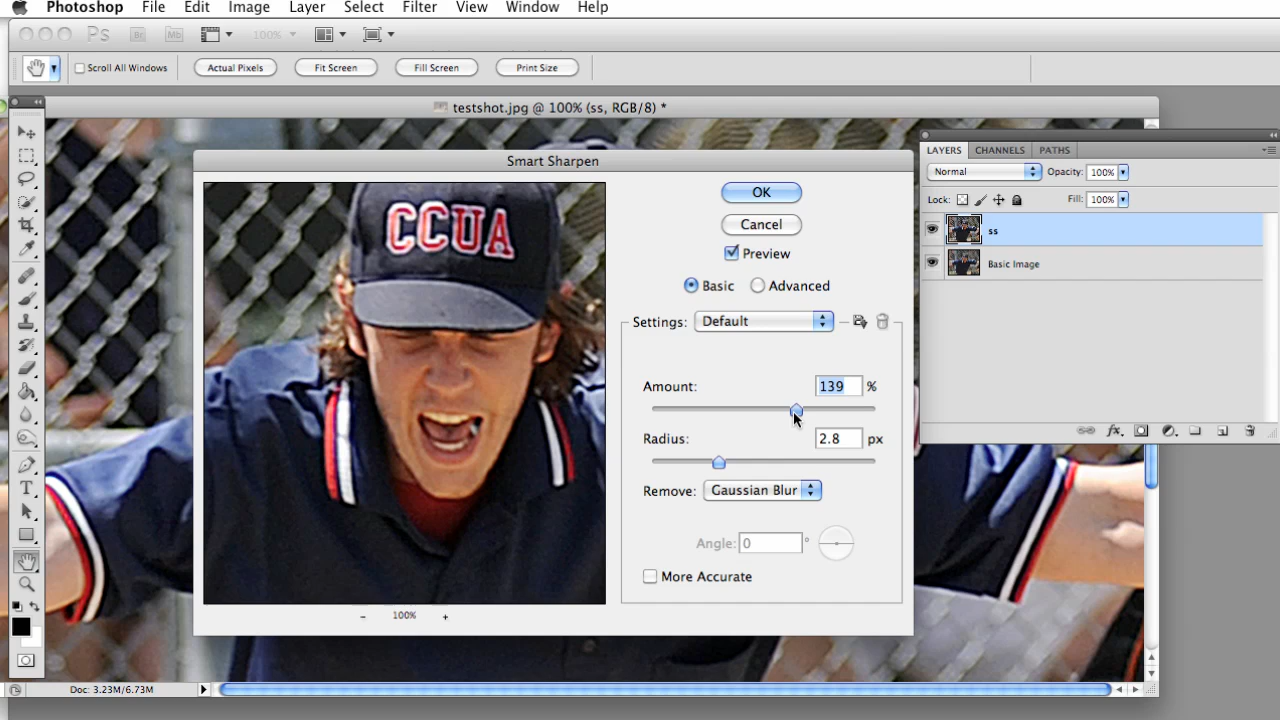 Photoshop File Edit Image Layer Select Filter View Window Help
Ps Br Mb 100%
Scroll All Windows Actual Pixels Fit Screen Fill Screen Print Size
testshot.jpg @ 100% (ss, RGB/8) *
Smart Sharpen
LAYERS CHANNELS PATHS
Normal Opacity: 100%
Lock: Fill: 100%
ss
Basic Image
CCUA
OK
Cancel
Preview
Basic Advanced
Settings: Default
Amount: 139 %
Radius: 2.8 px
Remove: Gaussian Blur
Angle: 0 °
More Accurate
- 100% +
fx
T
Doc: 3.23M/6.73M